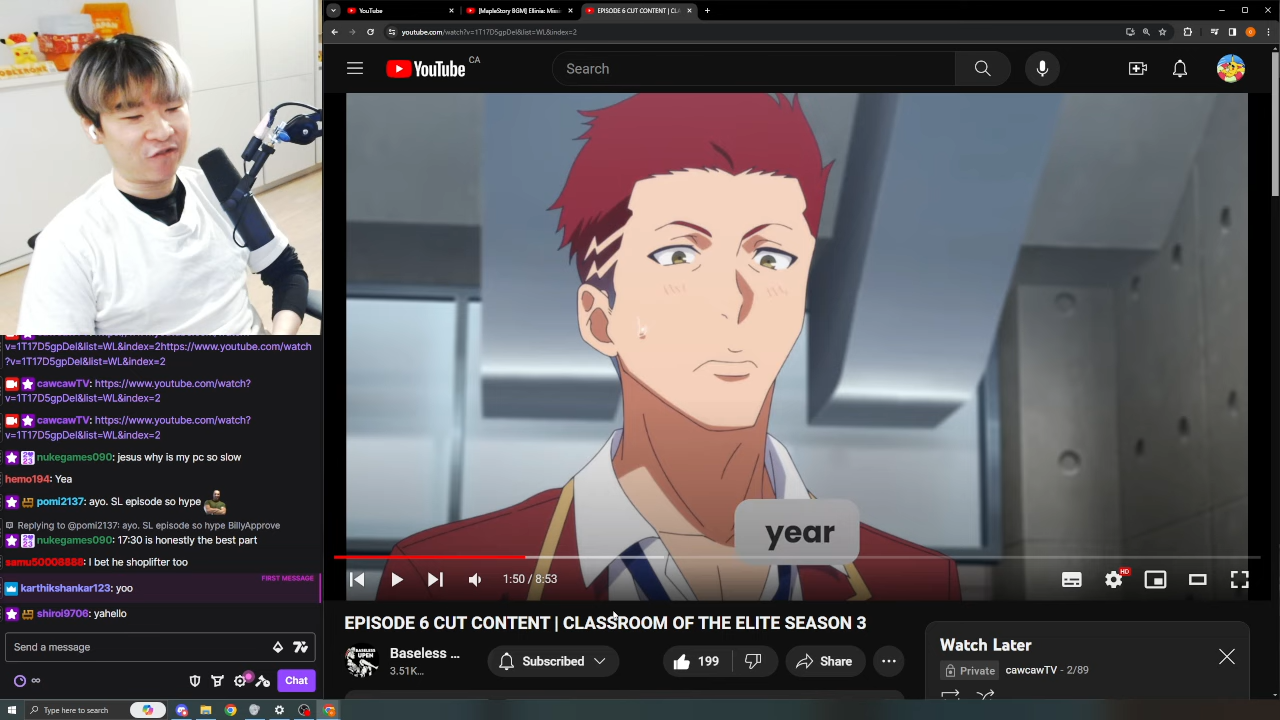 YouTube
[MapleStory BGM] Ellinia: Missi
EPISODE 6 CUT CONTENT | CLA
youtube.com/watch?v=1T17D5gpDeI&list=WL&index=2
YouTube CA
Search
year
1:50 / 8:53
HD
EPISODE 6 CUT CONTENT | CLASSROOM OF THE ELITE SEASON 3
Baseless ...
3.51K...
Subscribed
199
Share
Watch Later
Private
cawcawTV - 2/89
v=1T17D5gpDeI&list=WL&index=2https://www.youtube.com/watch
?v=1T17D5gpDeI&list=WL&index=2
cawcawTV: https://www.youtube.com/watch?
v=1T17D5gpDeI&list=WL&index=2
cawcawTV: https://www.youtube.com/watch?
v=1T17D5gpDeI&list=WL&index=2
nukegames090: jesus why is my pc so slow
hemo194: Yea
pomi2137: ayo. SL episode so hype
Replying to @pomi2137: ayo. SL episode so hype BillyApprove
nukegames090: 17:30 is honestly the best part
samu50008888: I bet he shoplifter too
FIRST MESSAGE
karthikshankar123: yoo
shiroi9706: yahello
Send a message
∞
Chat
Type here to search